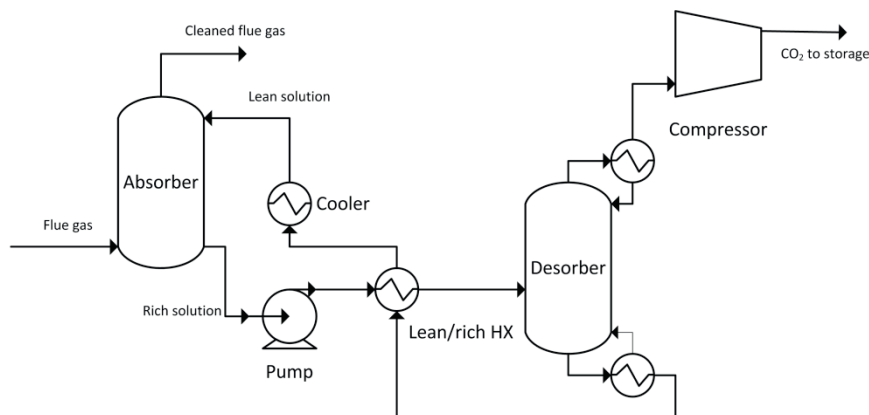 Cleaned flue gas
CO₂ to storage
Lean solution
Compressor
Absorber
Cooler
Flue gas
Desorber
Rich solution
Lean/rich HX
Pump